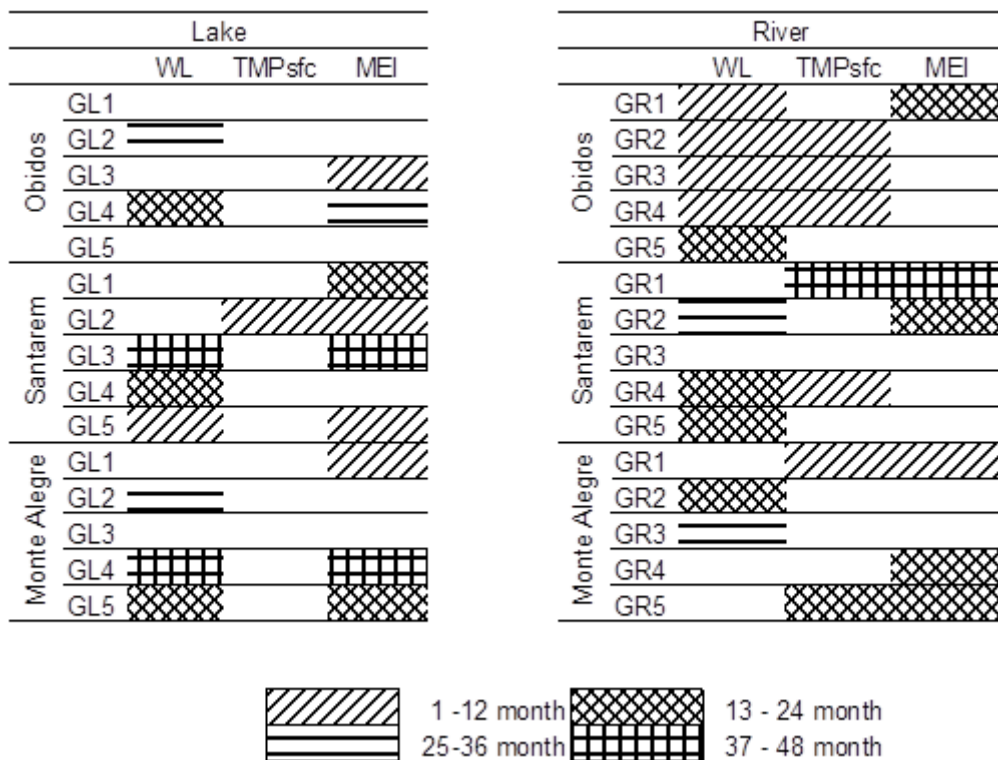 Lake River
WL TMPsfc MEI WL TMPsfc MEI
Obidos
GL1 GR1
GL2 GR2
GL3 GR3
GL4 GR4
GL5 GR5
Santarem
GL1 GR1
GL2 GR2
GL3 GR3
GL4 GR4
GL5 GR5
Monte Alegre
GL1 GR1
GL2 GR2
GL3 GR3
GL4 GR4
GL5 GR5
Obidos
Santarem
Monte Alegre
1 -12 month 13 - 24 month
25-36 month 37 - 48 month